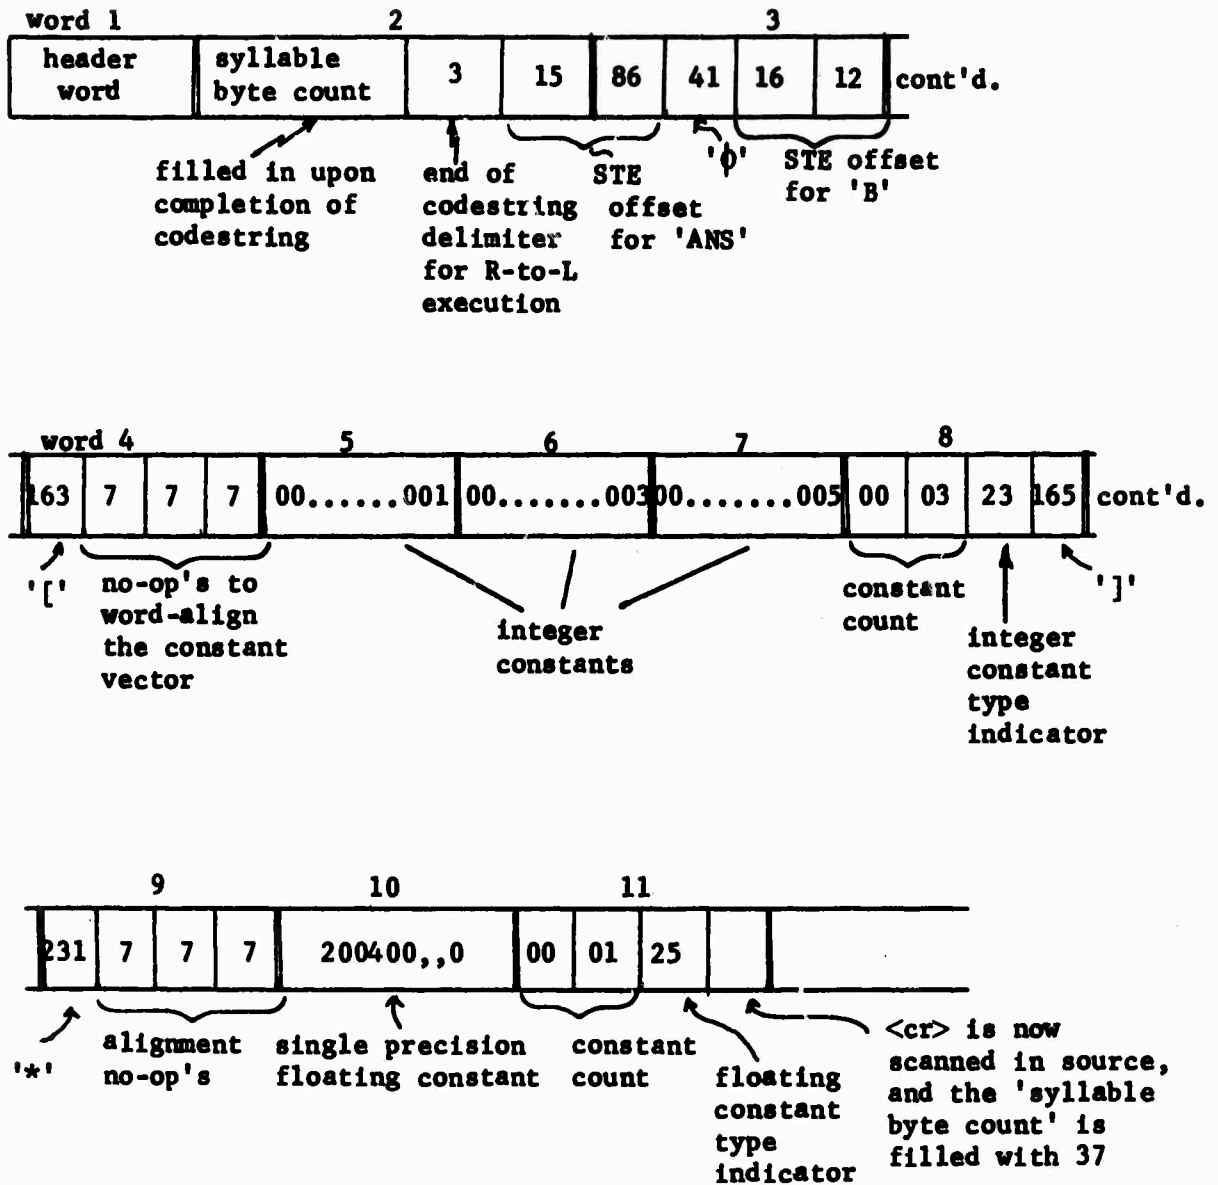 word 1 2 3
header word
syllable byte count
3 15 86 41 16 12 cont'd.
filled in upon completion of codestring
end of codestring delimiter for R-to-L execution
STE offset for 'ANS'
'ϕ'
STE offset for 'B'
word 4 5 6 7 8
163 7 7 7 00......001 00.......003 00.......005 00 03 23 165 cont'd.
'['
no-op's to word-align the constant vector
integer constants
constant count
integer constant type indicator
']'
9 10 11
231 7 7 7 200400,,0 00 01 25
'*'
alignment no-op's
single precision floating constant
constant count
floating constant type indicator
<cr> is now scanned in source, and the 'syllable byte count' is filled with 37